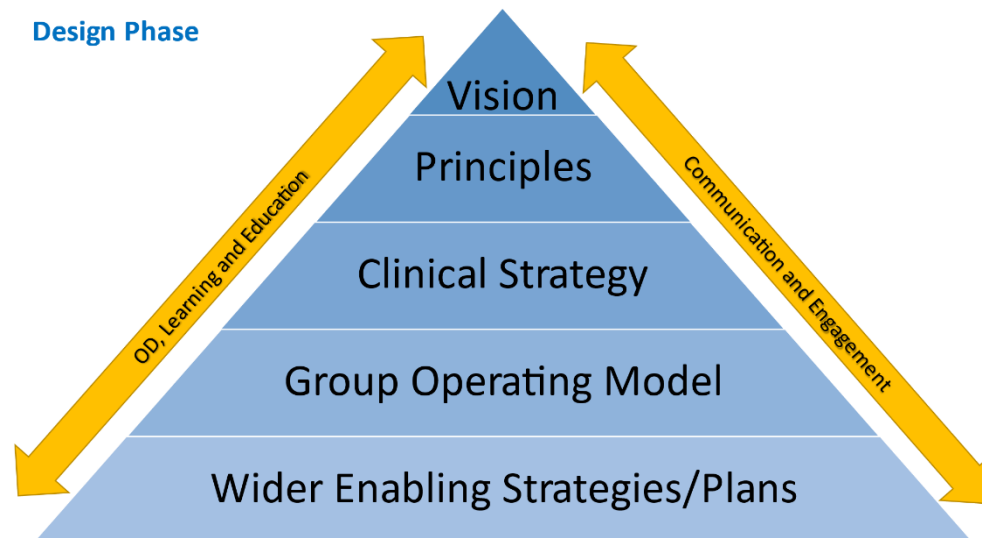 Design Phase
Vision
Principles
Clinical Strategy
Group Operating Model
Wider Enabling Strategies/Plans
OD, Learning and Education
Communication and Engagement